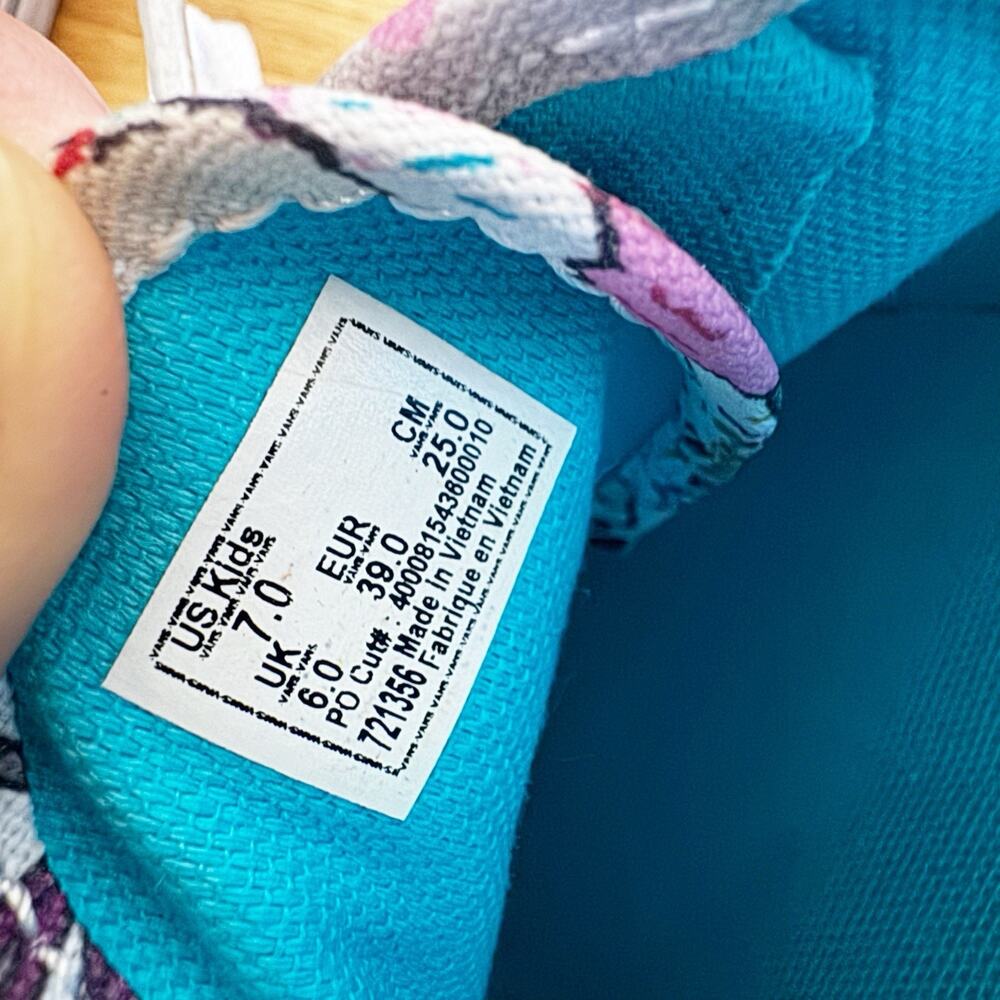 US Kids
7.0
UK
6.0
EUR
39.0
CM
25.0
PO Cut# : 4000815436000010
721356 Made In Vietnam
Fabrique en Vietnam